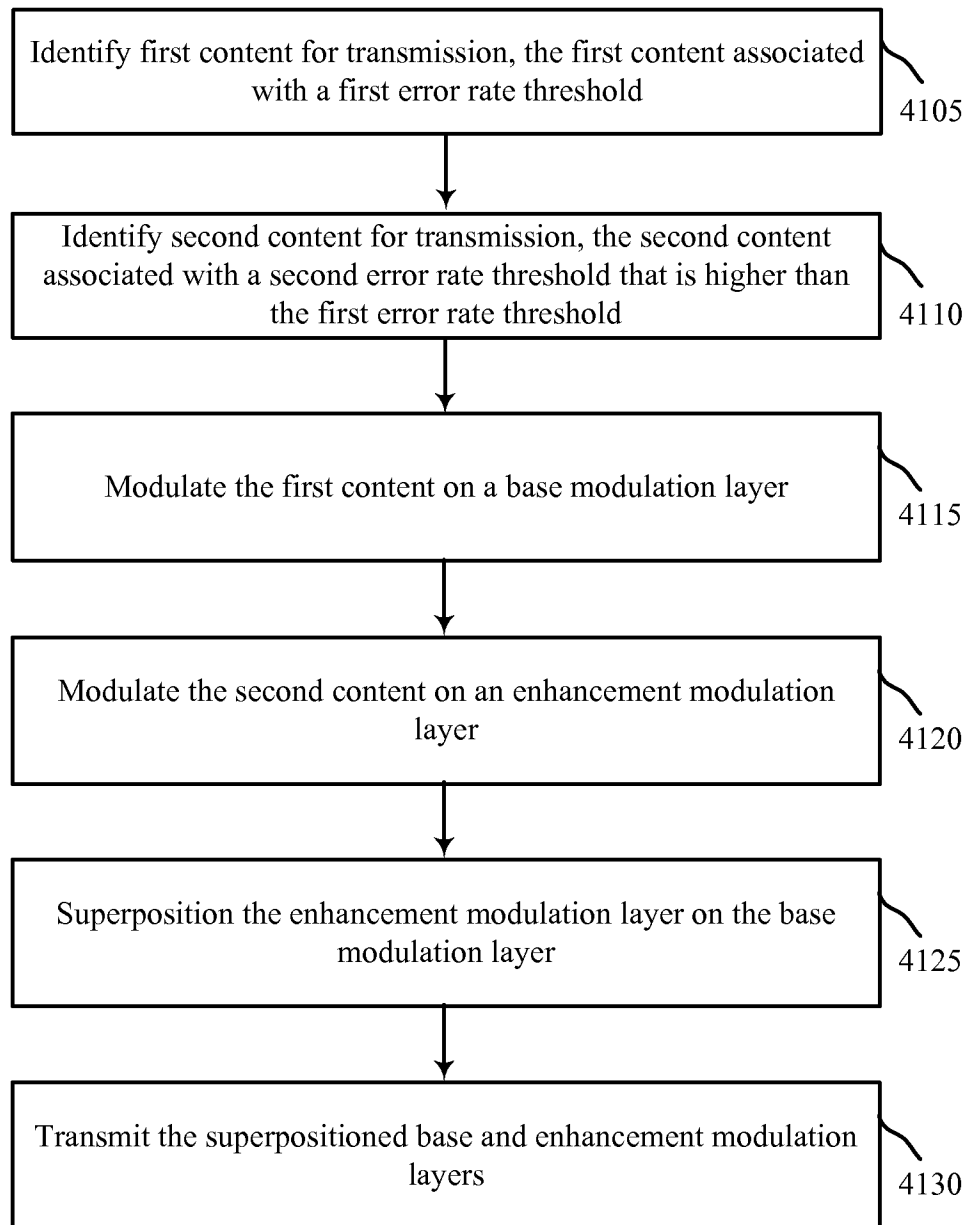 Identify first content for transmission, the first content associated
with a first error rate threshold
4105
Identify second content for transmission, the second content
associated with a second error rate threshold that is higher than
the first error rate threshold
4110
Modulate the first content on a base modulation layer
4115
Modulate the second content on an enhancement modulation
layer
4120
Superposition the enhancement modulation layer on the base
modulation layer
4125
Transmit the superpositioned base and enhancement modulation
layers
4130